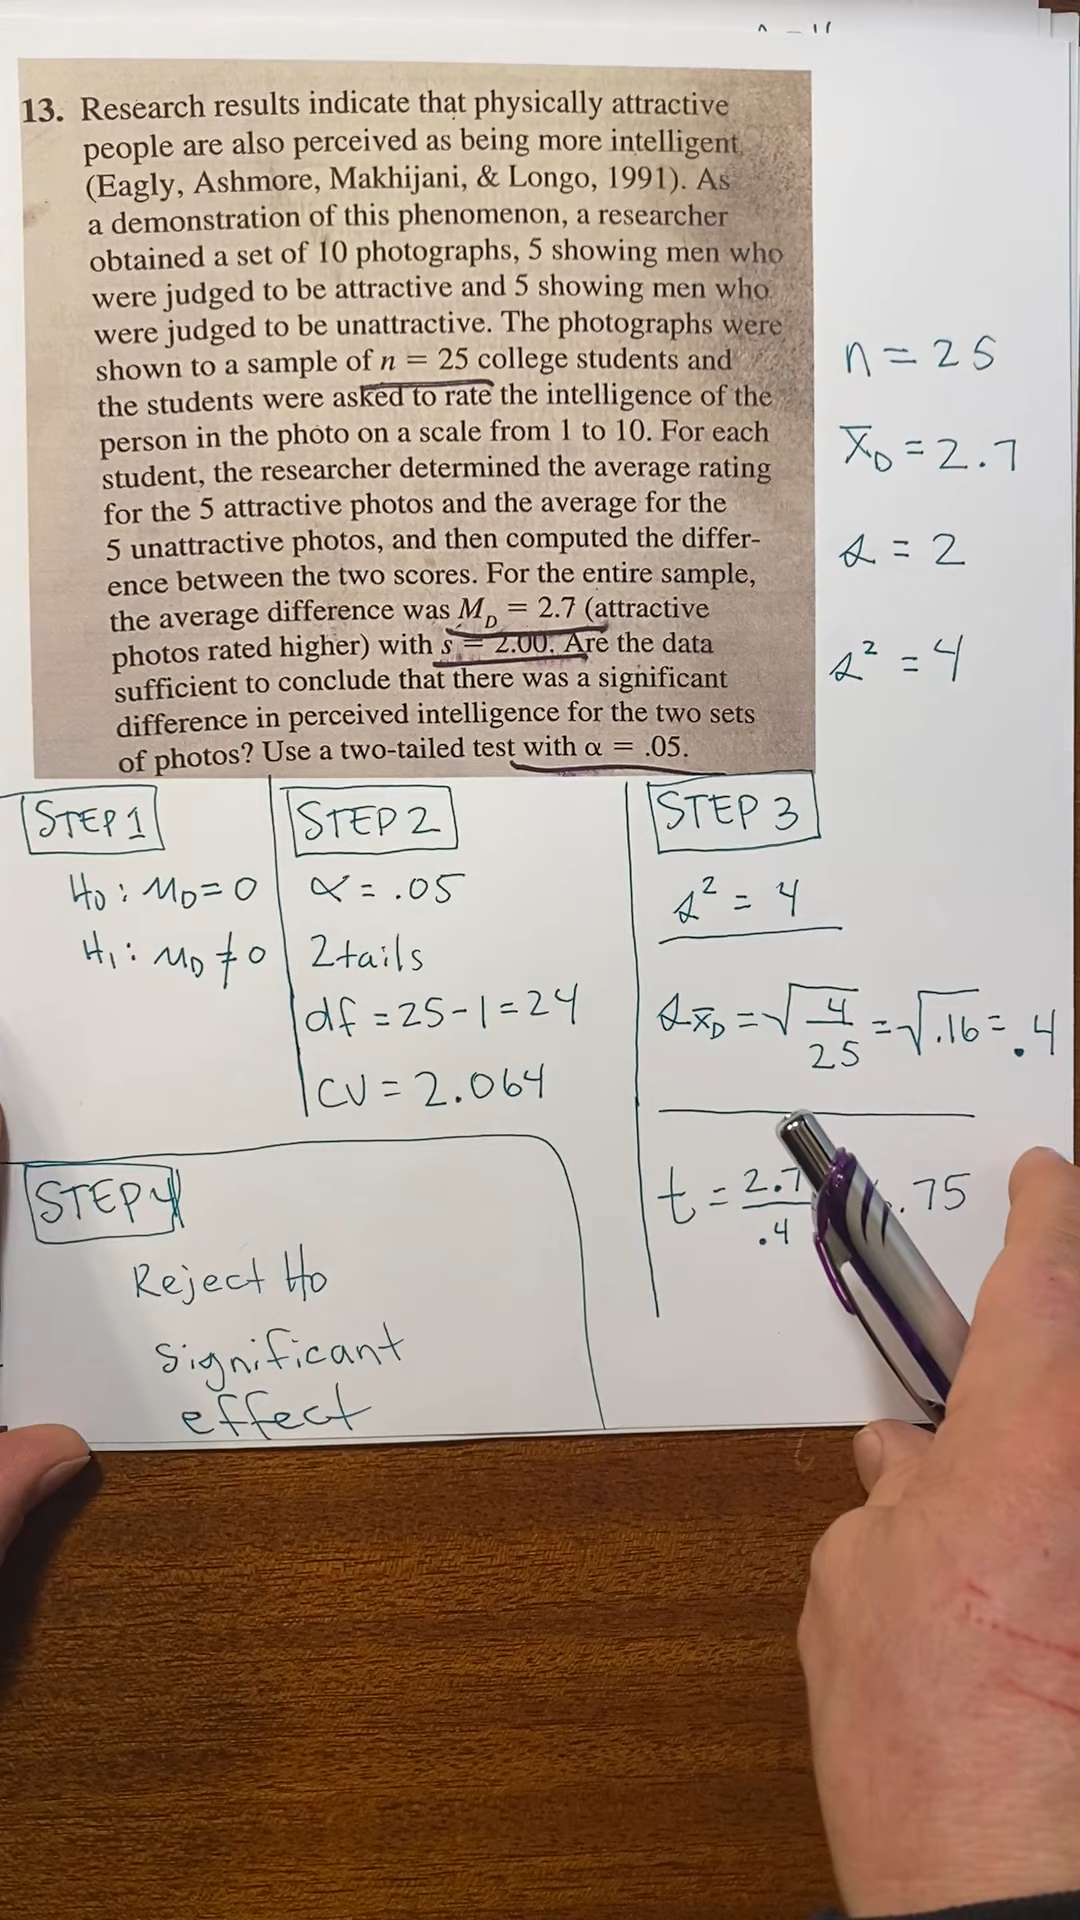 13. Research results indicate that physically attractive
people are also perceived as being more intelligent
(Eagly, Ashmore, Makhijani, & Longo, 1991). As
a demonstration of this phenomenon, a researcher
obtained a set of 10 photographs, 5 showing men who
were judged to be attractive and 5 showing men who
were judged to be unattractive. The photographs were
shown to a sample of n = 25 college students and
the students were asked to rate the intelligence of the
person in the photo on a scale from 1 to 10. For each
student, the researcher determined the average rating
for the 5 attractive photos and the average for the
5 unattractive photos, and then computed the differ-
ence between the two scores. For the entire sample,
the average difference was M_D = 2.7 (attractive
photos rated higher) with s = 2.00. Are the data
sufficient to conclude that there was a significant
difference in perceived intelligence for the two sets
of photos? Use a two-tailed test with α = .05.
n = 25
X̄_D = 2.7
s = 2
s² = 4
STEP 1
H₀ : μ_D = 0
H₁ : μ_D ≠ 0
STEP 2
α = .05
2 tails
df = 25 - 1 = 24
CV = 2.064
STEP 3
s² = 4
s_X̄_D = √4/25 = √.16 = .4
t = 2.7/.4 .75
STEP 4
Reject H₀
significant
effect